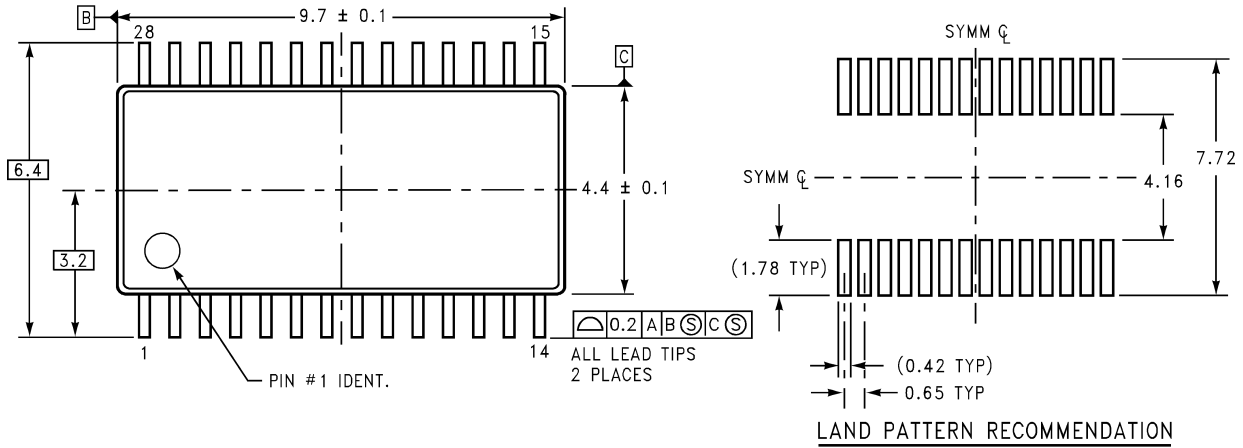 B
9.7 ± 0.1
28
15
C
6.4
3.2
4.4 ± 0.1
⌓ 0.2 A B Ⓢ C Ⓢ
1
14
ALL LEAD TIPS
2 PLACES
PIN #1 IDENT.
SYMM ℄
SYMM ℄
7.72
4.16
(1.78 TYP)
(0.42 TYP)
0.65 TYP
LAND PATTERN RECOMMENDATION